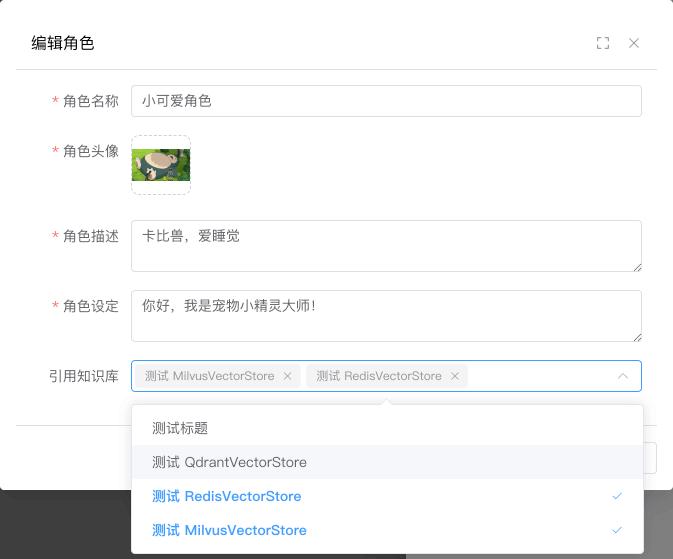 编辑角色
* 角色名称
小可爱角色
* 角色头像
* 角色描述
卡比兽，爱睡觉
* 角色设定
你好，我是宠物小精灵大师！
引用知识库
测试 MilvusVectorStore
测试 RedisVectorStore
测试标题
测试 QdrantVectorStore
测试 RedisVectorStore
测试 MilvusVectorStore